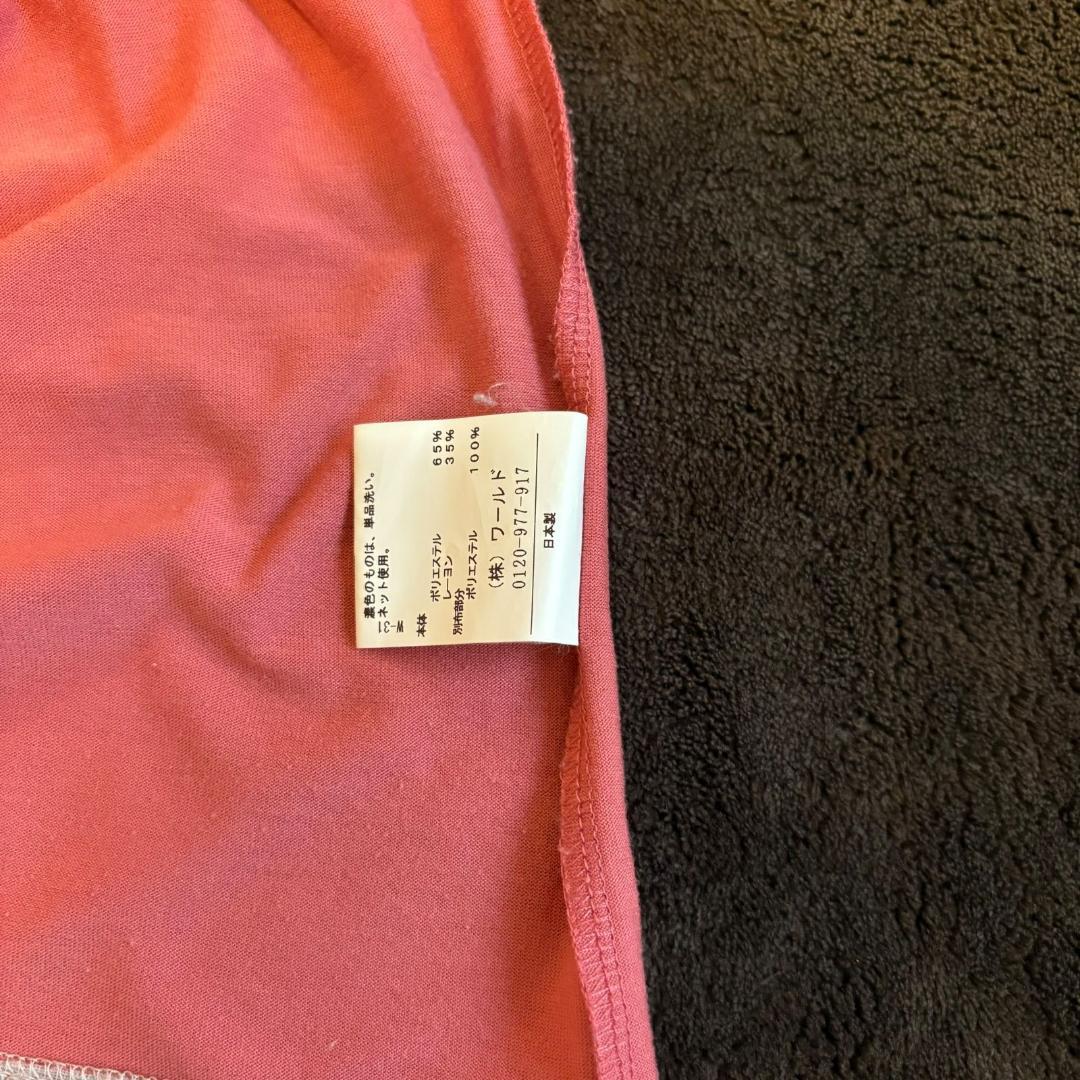 濃色のものは、単品洗い。
ネット使用。
本体 ポリエステル 65%
レーヨン 35%
別布部分
ポリエステル 100%
(株) ワールド
0120-977-917
日本製